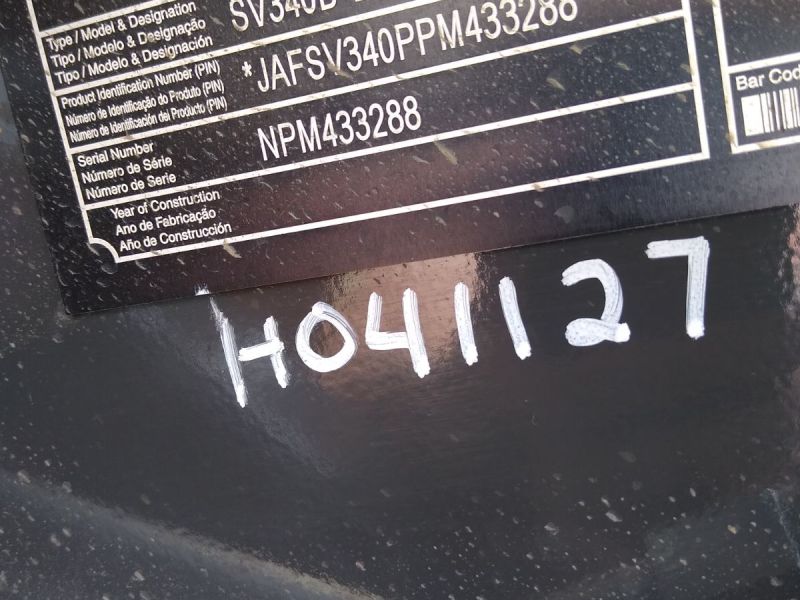 Type / Model & Designation
Tipo / Modelo & Designação
Tipo / Modelo & Designación
SV340B
Product Identification Number (PIN)
Número de Identificação do Produto (PIN)
Número de Identificación del Producto (PIN)
*JAFSV340PPM433288
Serial Number
Número de Série
Número de Serie
NPM433288
Year of Construction
Ano de Fabricação
Año de Construcción
Bar Cod
H041127